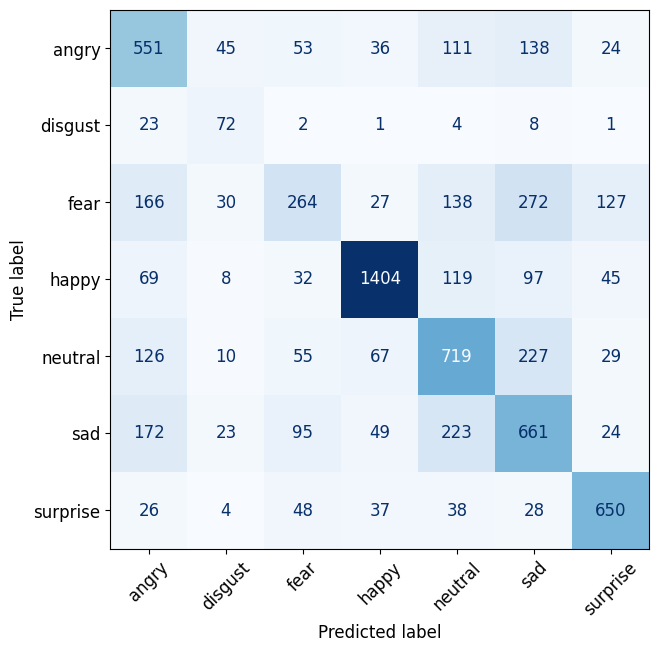 angry 551 45 53 36 111 138 24
disgust 23 72 2 1 4 8 1
fear 166 30 264 27 138 272 127
happy 69 8 32 1404 119 97 45
neutral 126 10 55 67 719 227 29
sad 172 23 95 49 223 661 24
surprise 26 4 48 37 38 28 650
True label
angry disgust fear happy neutral sad surprise
Predicted label